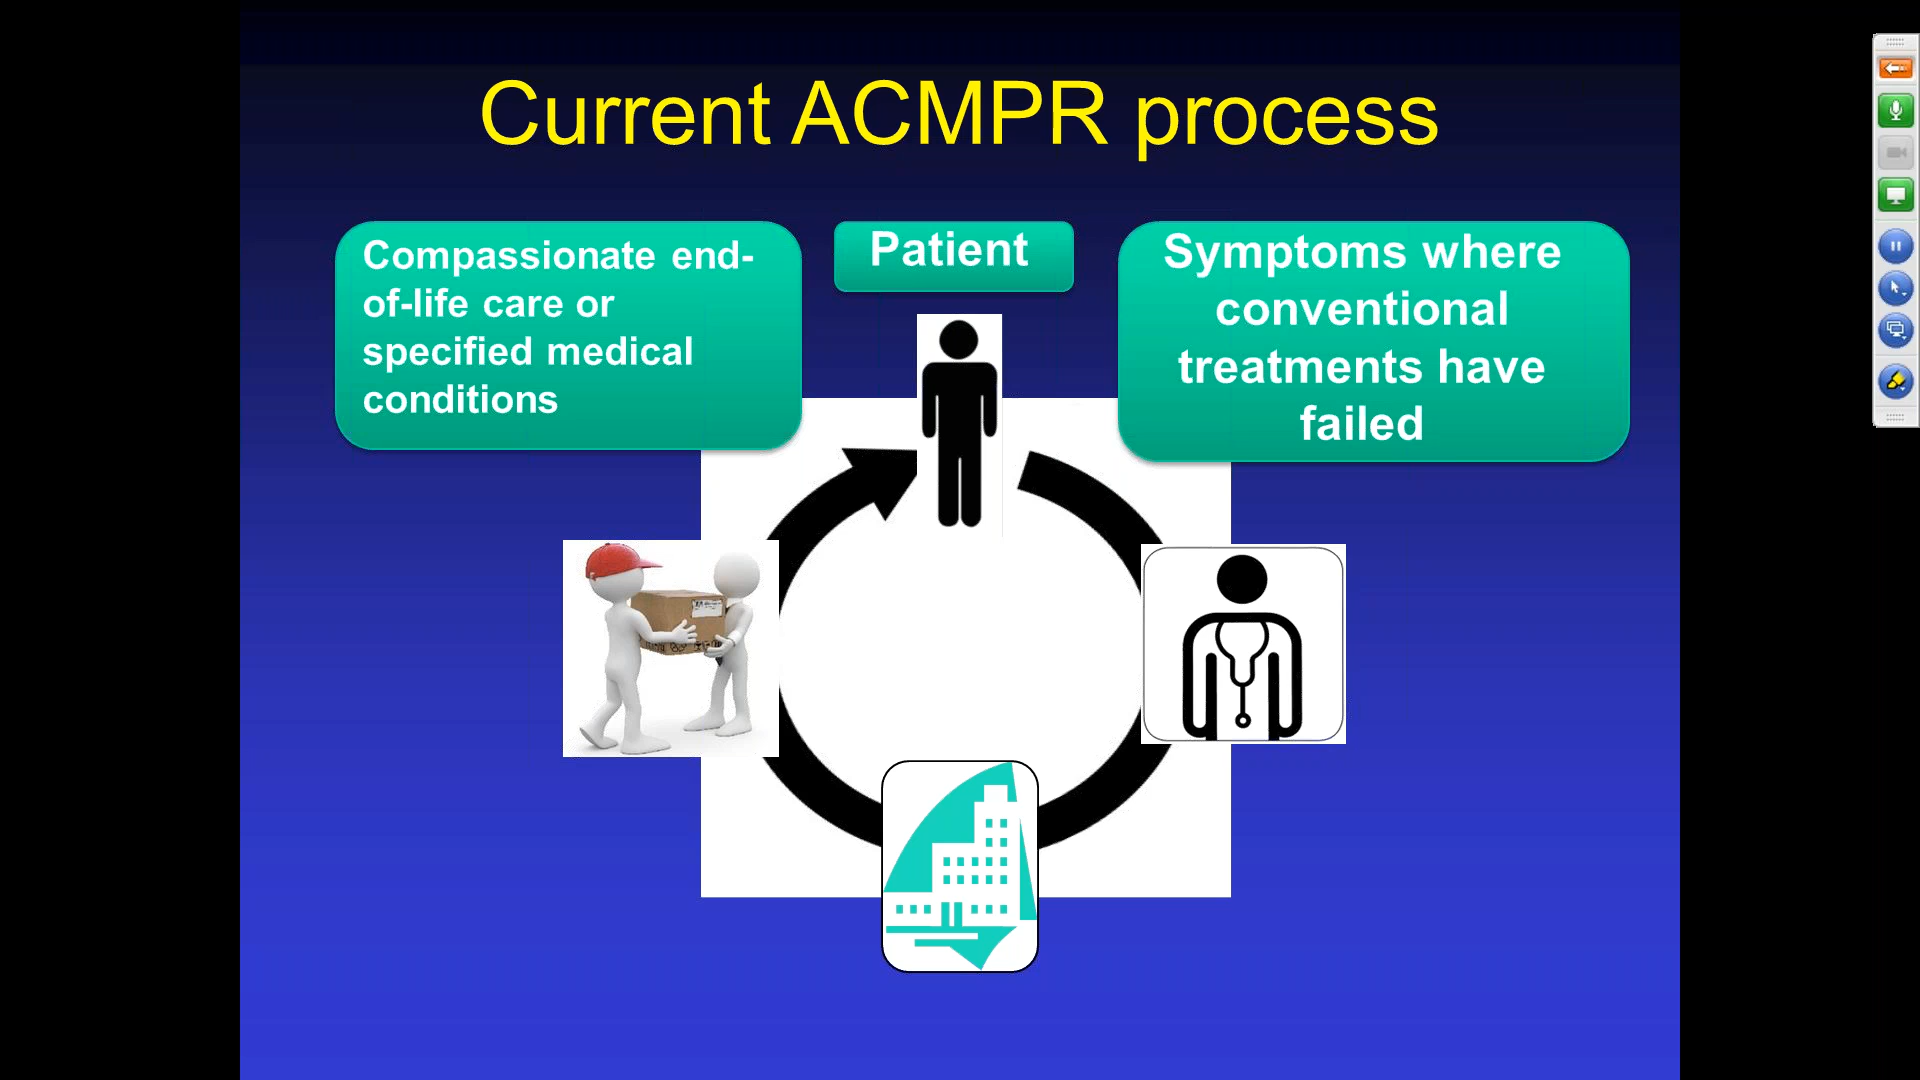 Current ACMPR process
Compassionate end-
of-life care or
specified medical
conditions
Patient
Symptoms where
conventional
treatments have
failed